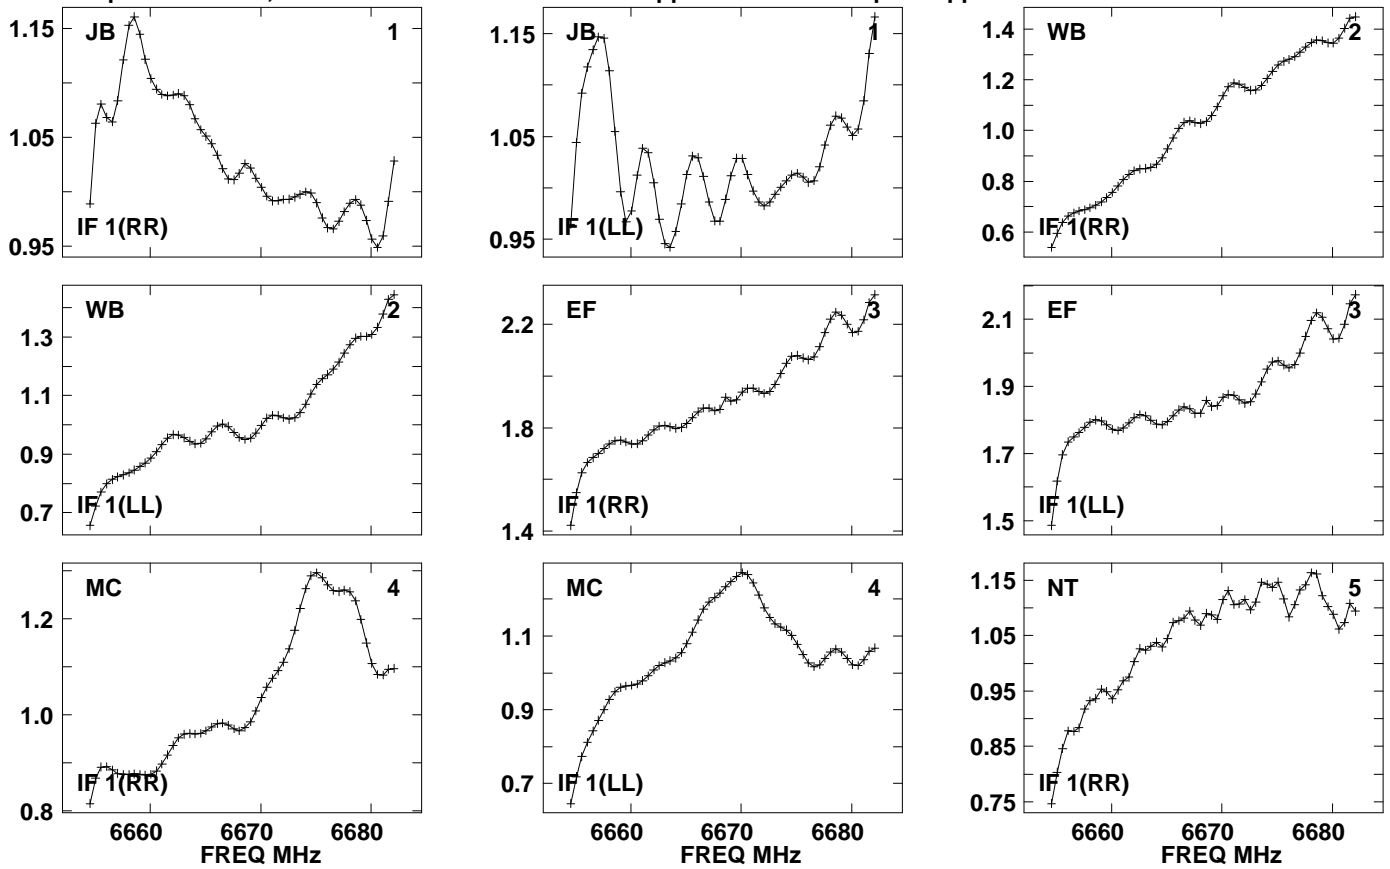 JB 1
1.15
1.05
0.95
IF 1(RR)
JB 1
1.15
1.05
0.95
IF 1(LL)
WB 2
1.4
1.2
1.0
0.8
0.6
IF 1(RR)
WB 2
1.3
1.1
0.9
0.7
IF 1(LL)
EF 3
2.2
1.8
1.4
IF 1(RR)
EF 3
2.1
1.9
1.7
1.5
IF 1(LL)
MC 4
1.2
1.0
0.8
IF 1(RR)
6660 6670 6680
FREQ MHz
MC 4
1.1
0.9
0.7
IF 1(LL)
6660 6670 6680
FREQ MHz
NT 5
1.15
1.05
0.95
0.85
0.75
IF 1(RR)
6660 6670 6680
FREQ MHz